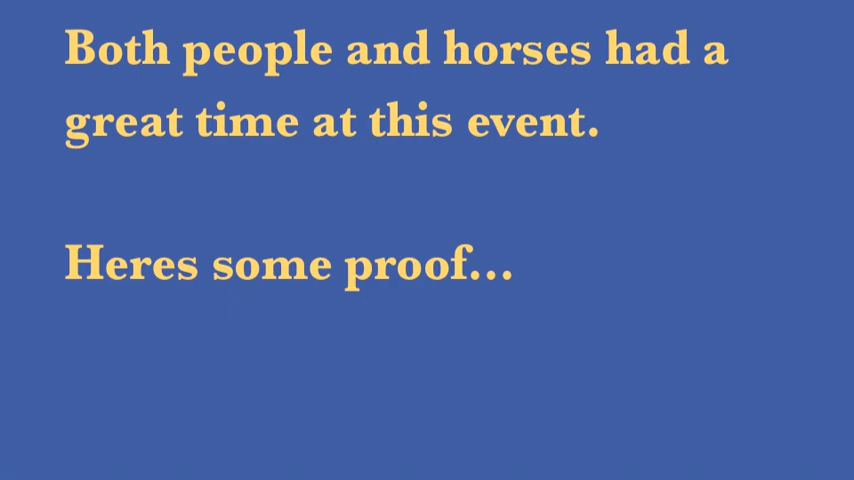 Both people and horses had a
great time at this event.
Heres some proof...